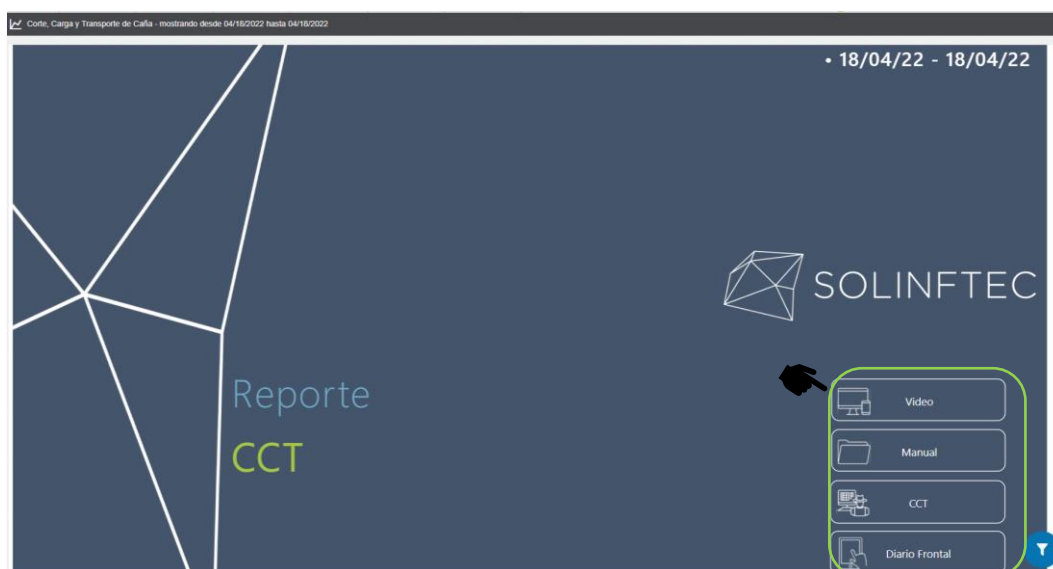 Corte, Carga y Transporte de Caña - mostrando desde 04/18/2022 hasta 04/18/2022
• 18/04/22 - 18/04/22
SOLINFTEC
Reporte
CCT
Video
Manual
CCT
Diario Frontal